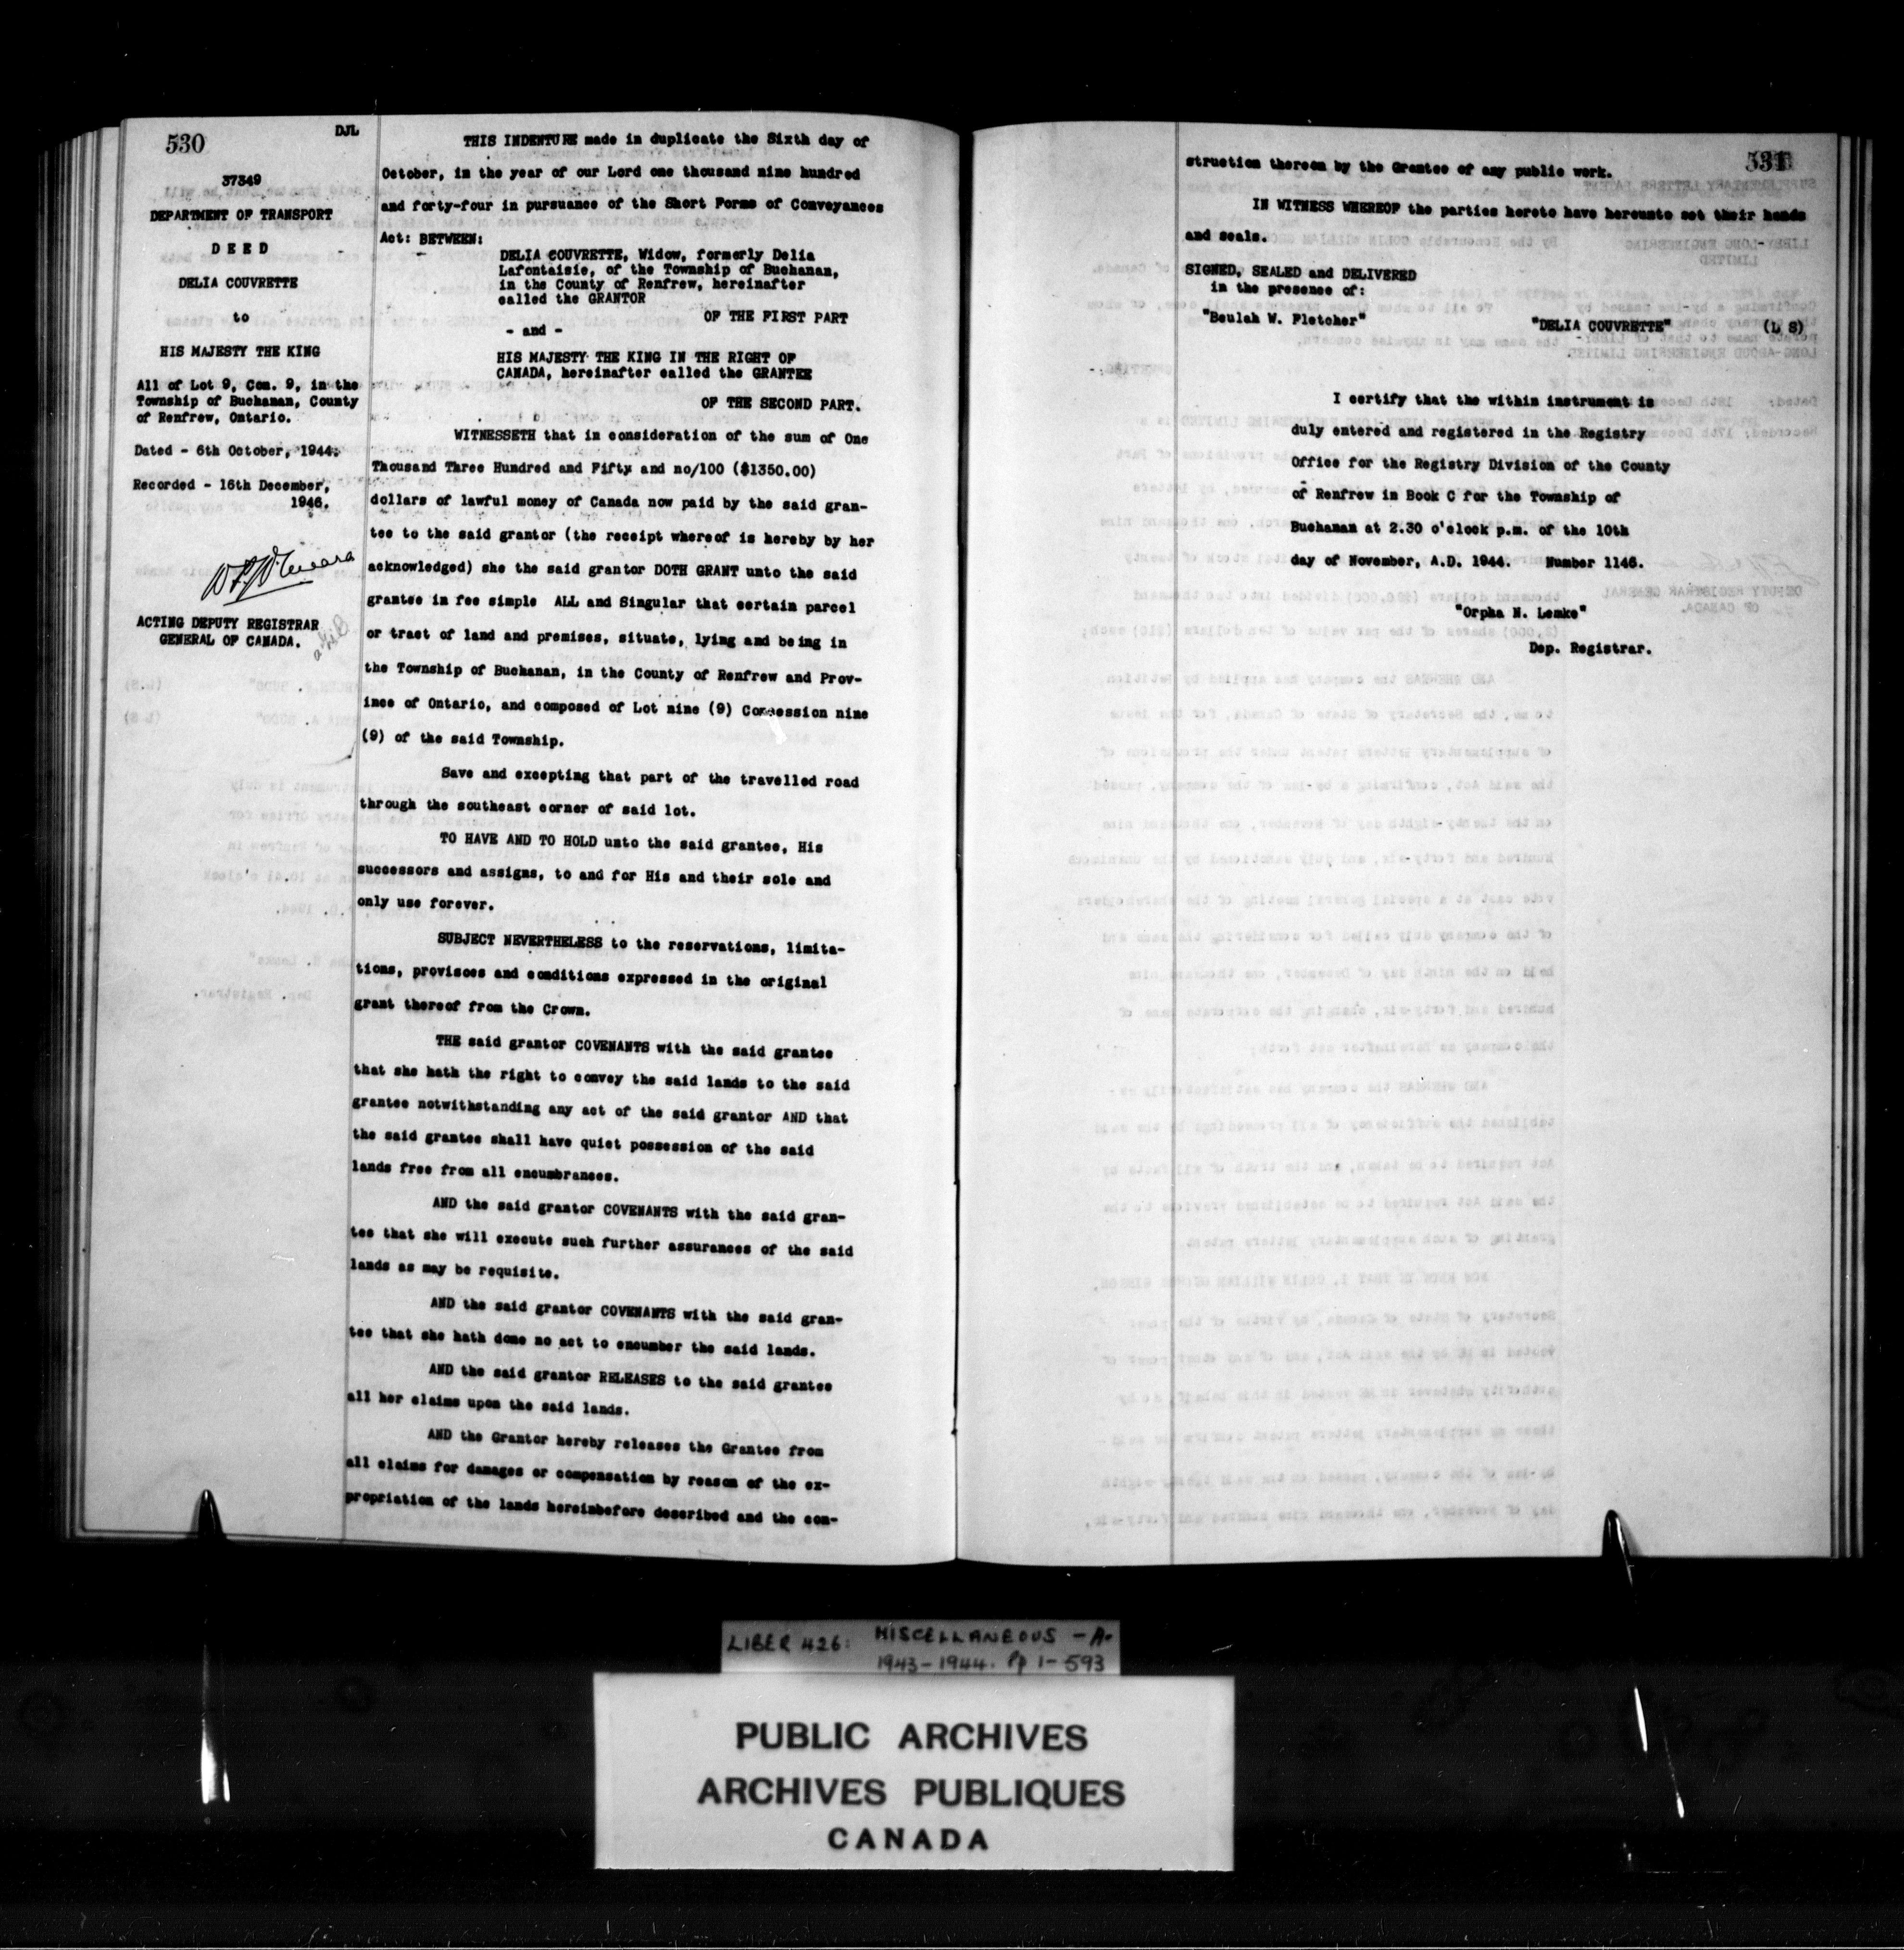 530
DJL
37349
DEPARTMENT OF TRANSPORT
D E E D
DELIA COUVRETTE
to
HIS MAJESTY THE KING
All of Lot 9, Con. 9, in the
Township of Buchanan, County
of Renfrew, Ontario.
Dated - 6th October, 1944.
Recorded - 16th December,
1946.
ACTING DEPUTY REGISTRAR
GENERAL OF CANADA.
THIS INDENTURE made in duplicate the Sixth day of
October, in the year of our Lord one thousand nine hundred
and forty-four in pursuance of the Short Forms of Conveyances
Act: BETWEEN:
DELIA COUVRETTE, Widow, formerly Delia
Lafontaisie, of the Township of Buchanan,
in the County of Renfrew, hereinafter
called the GRANTOR
OF THE FIRST PART
- and -
HIS MAJESTY THE KING IN THE RIGHT OF
CANADA, hereinafter called the GRANTEE
OF THE SECOND PART.
WITNESSETH that in consideration of the sum of One
Thousand Three Hundred and Fifty and no/100 ($1350.00)
dollars of lawful money of Canada now paid by the said gran-
tee to the said grantor (the receipt whereof is hereby by her
acknowledged) she the said grantor DOTH GRANT unto the said
grantee in fee simple ALL and Singular that certain parcel
or tract of land and premises, situate, lying and being in
the Township of Buchanan, in the County of Renfrew and Prov-
ince of Ontario, and composed of Lot nine (9) Concession nine
(9) of the said Township.
Save and excepting that part of the travelled road
through the southeast corner of said lot.
TO HAVE AND TO HOLD unto the said grantee, His
successors and assigns, to and for His and their sole and
only use forever.
SUBJECT NEVERTHELESS to the reservations, limita-
tions, provisoes and conditions expressed in the original
grant thereof from the Crown.
THE said grantor COVENANTS with the said grantee
that she hath the right to convey the said lands to the said
grantee notwithstanding any act of the said grantor AND that
the said grantee shall have quiet possession of the said
lands free from all encumbrances.
AND the said grantor COVENANTS with the said gran-
tee that she will execute such further assurances of the said
lands as may be requisite.
AND the said grantor COVENANTS with the said gran-
tee that she hath done no act to encumber the said lands.
AND the said grantor RELEASES to the said grantee
all her claims upon the said lands.
AND the Grantor hereby releases the Grantee from
all claims for damages or compensation by reason of the ex-
propriation of the lands hereinbefore described and the con-
531
struction thereon by the Grantee of any public work.
IN WITNESS WHEREOF the parties hereto have hereunto set their hands
and seals.
SIGNED, SEALED and DELIVERED
in the presence of:
"Beulah W. Fletcher"
"DELIA COUVRETTE" (L S)
I certify that the within instrument is
duly entered and registered in the Registry
Office for the Registry Division of the County
of Renfrew in Book C for the Township of
Buchanan at 2.30 o'clock p.m. of the 10th
day of November, A.D. 1944. Number 1146.
"Orpha N. Lemke"
Dep. Registrar.
LIBER 426: MISCELLANEOUS - A-
1943-1944. Pp 1-593
PUBLIC ARCHIVES
ARCHIVES PUBLIQUES
CANADA